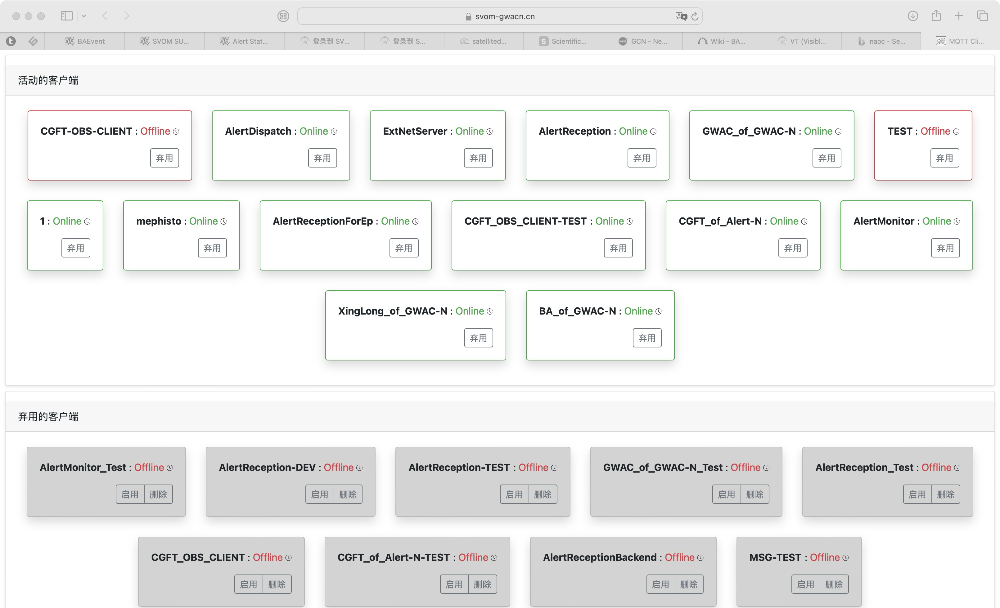 svom-gwacn.cn
BAEvent
SVOM SU...
Alert Stat...
登录到 SV...
登录到 S...
satellited...
Scientific...
GCN - Ne...
Wiki - BA...
VT (Visibl...
naoc - Se...
MQTT Cli...
活动的客户端
CGFT-OBS-CLIENT : Offline
弃用
AlertDispatch : Online
弃用
ExtNetServer : Online
弃用
AlertReception : Online
弃用
GWAC_of_GWAC-N : Online
弃用
TEST : Offline
弃用
1 : Online
弃用
mephisto : Online
弃用
AlertReceptionForEp : Online
弃用
CGFT_OBS_CLIENT-TEST : Online
弃用
CGFT_of_Alert-N : Online
弃用
AlertMonitor : Online
弃用
XingLong_of_GWAC-N : Online
弃用
BA_of_GWAC-N : Online
弃用
弃用的客户端
AlertMonitor_Test : Offline
启用 删除
AlertReception-DEV : Offline
启用 删除
AlertReception-TEST : Offline
启用 删除
GWAC_of_GWAC-N_Test : Offline
启用 删除
AlertReception_Test : Offline
启用 删除
CGFT_OBS_CLIENT : Offline
启用 删除
CGFT_of_Alert-N-TEST : Offline
启用 删除
AlertReceptionBackend : Offline
启用 删除
MSG-TEST : Offline
启用 删除